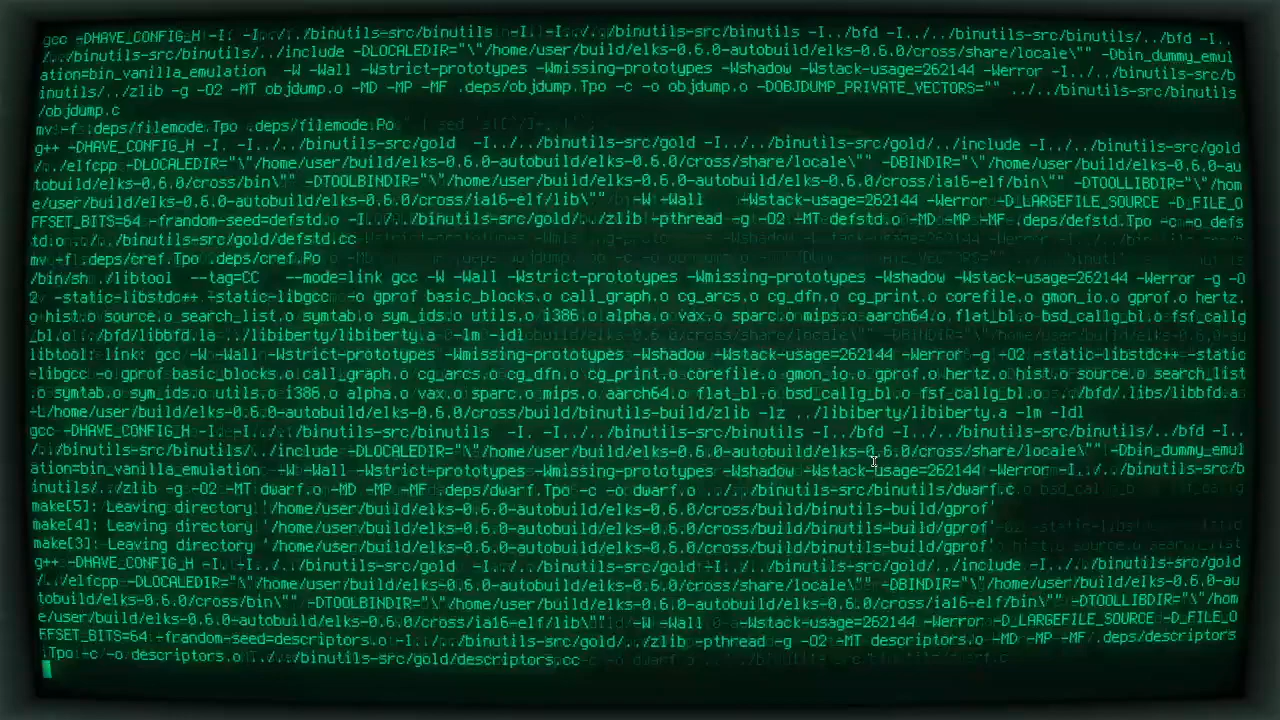 gcc -DHAVE_CONFIG_H -I. -I../../binutils-src/binutils  -I. -I../../binutils-src/binutils -I../bfd -I../../binutils-src/binutils/../bfd -I..
/../binutils-src/binutils/../include -DLOCALEDIR="\"/home/user/build/elks-0.6.0-autobuild/elks-0.6.0/cross/share/locale\"" -Dbin_dummy_emul
ation=bin_vanilla_emulation  -W -Wall -Wstrict-prototypes -Wmissing-prototypes -Wshadow -Wstack-usage=262144 -Werror -I../../binutils-src/b
inutils/../zlib -g -O2 -MT objdump.o -MD -MP -MF .deps/objdump.Tpo -c -o objdump.o -DOBJDUMP_PRIVATE_VECTORS="" ../../binutils-src/binutils
/objdump.c
mv -f .deps/filemode.Tpo .deps/filemode.Po
g++ -DHAVE_CONFIG_H -I. -I../../binutils-src/gold  -I../../binutils-src/gold -I../../binutils-src/gold/../include -I../../binutils-src/gold
/../elfcpp -DLOCALEDIR="\"/home/user/build/elks-0.6.0-autobuild/elks-0.6.0/cross/share/locale\"" -DBINDIR="\"/home/user/build/elks-0.6.0-au
tobuild/elks-0.6.0/cross/bin\"" -DTOOLBINDIR="\"/home/user/build/elks-0.6.0-autobuild/elks-0.6.0/cross/ia16-elf/bin\"" -DTOOLLIBDIR="\"/hom
e/user/build/elks-0.6.0-autobuild/elks-0.6.0/cross/ia16-elf/lib\""   -W -Wall    -Wstack-usage=262144 -Werror -D_LARGEFILE_SOURCE -D_FILE_O
FFSET_BITS=64 -frandom-seed=defstd.o -I../../binutils-src/gold/../zlib -pthread -g -O2 -MT defstd.o -MD -MP -MF .deps/defstd.Tpo -c -o defs
td.o ../../binutils-src/gold/defstd.cc
mv -f .deps/cref.Tpo .deps/cref.Po
/bin/sh ./libtool  --tag=CC   --mode=link gcc -W -Wall -Wstrict-prototypes -Wmissing-prototypes -Wshadow -Wstack-usage=262144 -Werror -g -O
2  -static-libstdc++ -static-libgcc  -o gprof basic_blocks.o call_graph.o cg_arcs.o cg_dfn.o cg_print.o corefile.o gmon_io.o gprof.o hertz.
o hist.o source.o search_list.o symtab.o sym_ids.o utils.o i386.o alpha.o vax.o sparc.o mips.o aarch64.o flat_bl.o bsd_callg_bl.o fsf_callg
_bl.o ../bfd/libbfd.la ../libiberty/libiberty.a -lm -ldl
libtool: link: gcc -W -Wall -Wstrict-prototypes -Wmissing-prototypes -Wshadow -Wstack-usage=262144 -Werror -g -O2 -static-libstdc++ -static
-libgcc -o gprof basic_blocks.o call_graph.o cg_arcs.o cg_dfn.o cg_print.o corefile.o gmon_io.o gprof.o hertz.o hist.o source.o search_list
.o symtab.o sym_ids.o utils.o i386.o alpha.o vax.o sparc.o mips.o aarch64.o flat_bl.o bsd_callg_bl.o fsf_callg_bl.o  ../bfd/.libs/libbfd.a
-L/home/user/build/elks-0.6.0-autobuild/elks-0.6.0/cross/binutils-build/zlib -lz ../libiberty/libiberty.a -lm -ldl
gcc -DHAVE_CONFIG_H -I. -I../../binutils-src/binutils  -I. -I../../binutils-src/binutils -I../bfd -I../../binutils-src/binutils/../bfd -I..
/../binutils-src/binutils/../include -DLOCALEDIR="\"/home/user/build/elks-0.6.0-autobuild/elks-0.6.0/cross/share/locale\"" -Dbin_dummy_emul
ation=bin_vanilla_emulation  -W -Wall -Wstrict-prototypes -Wmissing-prototypes -Wshadow -Wstack-usage=262144 -Werror -I../../binutils-src/b
inutils/../zlib -g -O2 -MT dwarf.o -MD -MP -MF .deps/dwarf.Tpo -c -o dwarf.o ../../binutils-src/binutils/dwarf.c
make[5]: Leaving directory '/home/user/build/elks-0.6.0-autobuild/elks-0.6.0/cross/binutils-build/gprof'
make[4]: Leaving directory '/home/user/build/elks-0.6.0-autobuild/elks-0.6.0/cross/binutils-build/gprof'
make[3]: Leaving directory '/home/user/build/elks-0.6.0-autobuild/elks-0.6.0/cross/binutils-build/gprof'
g++ -DHAVE_CONFIG_H -I. -I../../binutils-src/gold  -I../../binutils-src/gold -I../../binutils-src/gold/../include -I../../binutils-src/gold
/../elfcpp -DLOCALEDIR="\"/home/user/build/elks-0.6.0-autobuild/elks-0.6.0/cross/share/locale\"" -DBINDIR="\"/home/user/build/elks-0.6.0-au
tobuild/elks-0.6.0/cross/bin\"" -DTOOLBINDIR="\"/home/user/build/elks-0.6.0-autobuild/elks-0.6.0/cross/ia16-elf/bin\"" -DTOOLLIBDIR="\"/hom
e/user/build/elks-0.6.0-autobuild/elks-0.6.0/cross/ia16-elf/lib\""   -W -Wall    -Wstack-usage=262144 -Werror -D_LARGEFILE_SOURCE -D_FILE_O
FFSET_BITS=64 -frandom-seed=descriptors.o -I../../binutils-src/gold/../zlib -pthread -g -O2 -MT descriptors.o -MD -MP -MF .deps/descriptors
.Tpo -c -o descriptors.o ../../binutils-src/gold/descriptors.cc